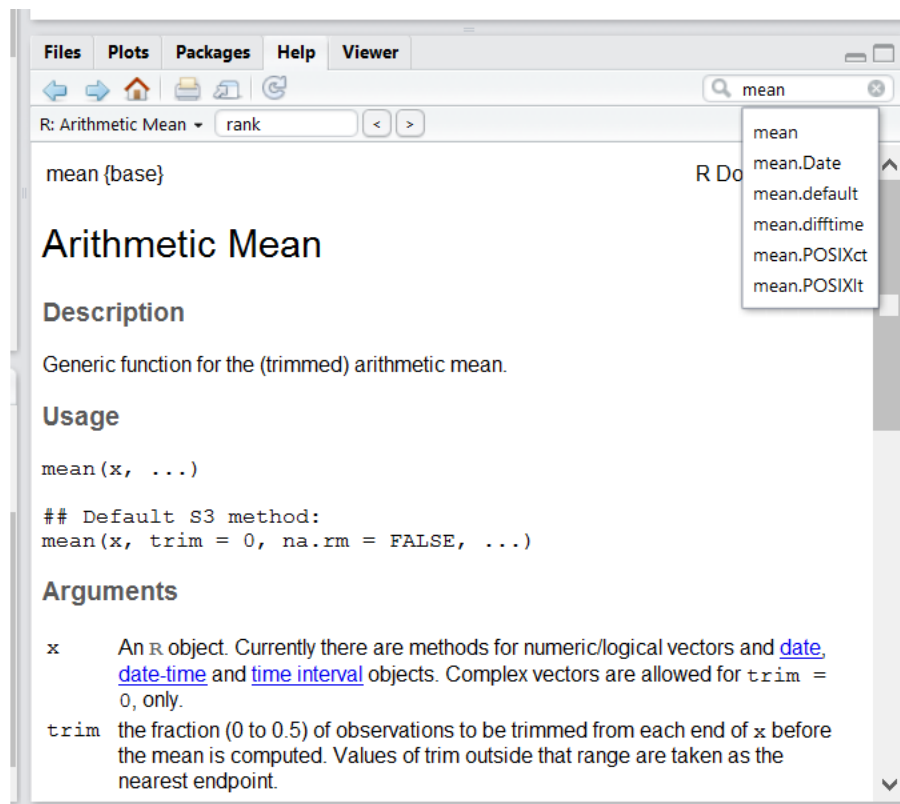 Files Plots Packages Help Viewer
mean
R: Arithmetic Mean rank < >
mean
mean.Date
mean.default
mean.difftime
mean.POSIXct
mean.POSIXlt
mean {base} R Do
Arithmetic Mean
Description
Generic function for the (trimmed) arithmetic mean.
Usage
mean(x, ...)
## Default S3 method:
mean(x, trim = 0, na.rm = FALSE, ...)
Arguments
x An R object. Currently there are methods for numeric/logical vectors and date,
date-time and time interval objects. Complex vectors are allowed for trim =
0, only.
trim the fraction (0 to 0.5) of observations to be trimmed from each end of x before
the mean is computed. Values of trim outside that range are taken as the
nearest endpoint.